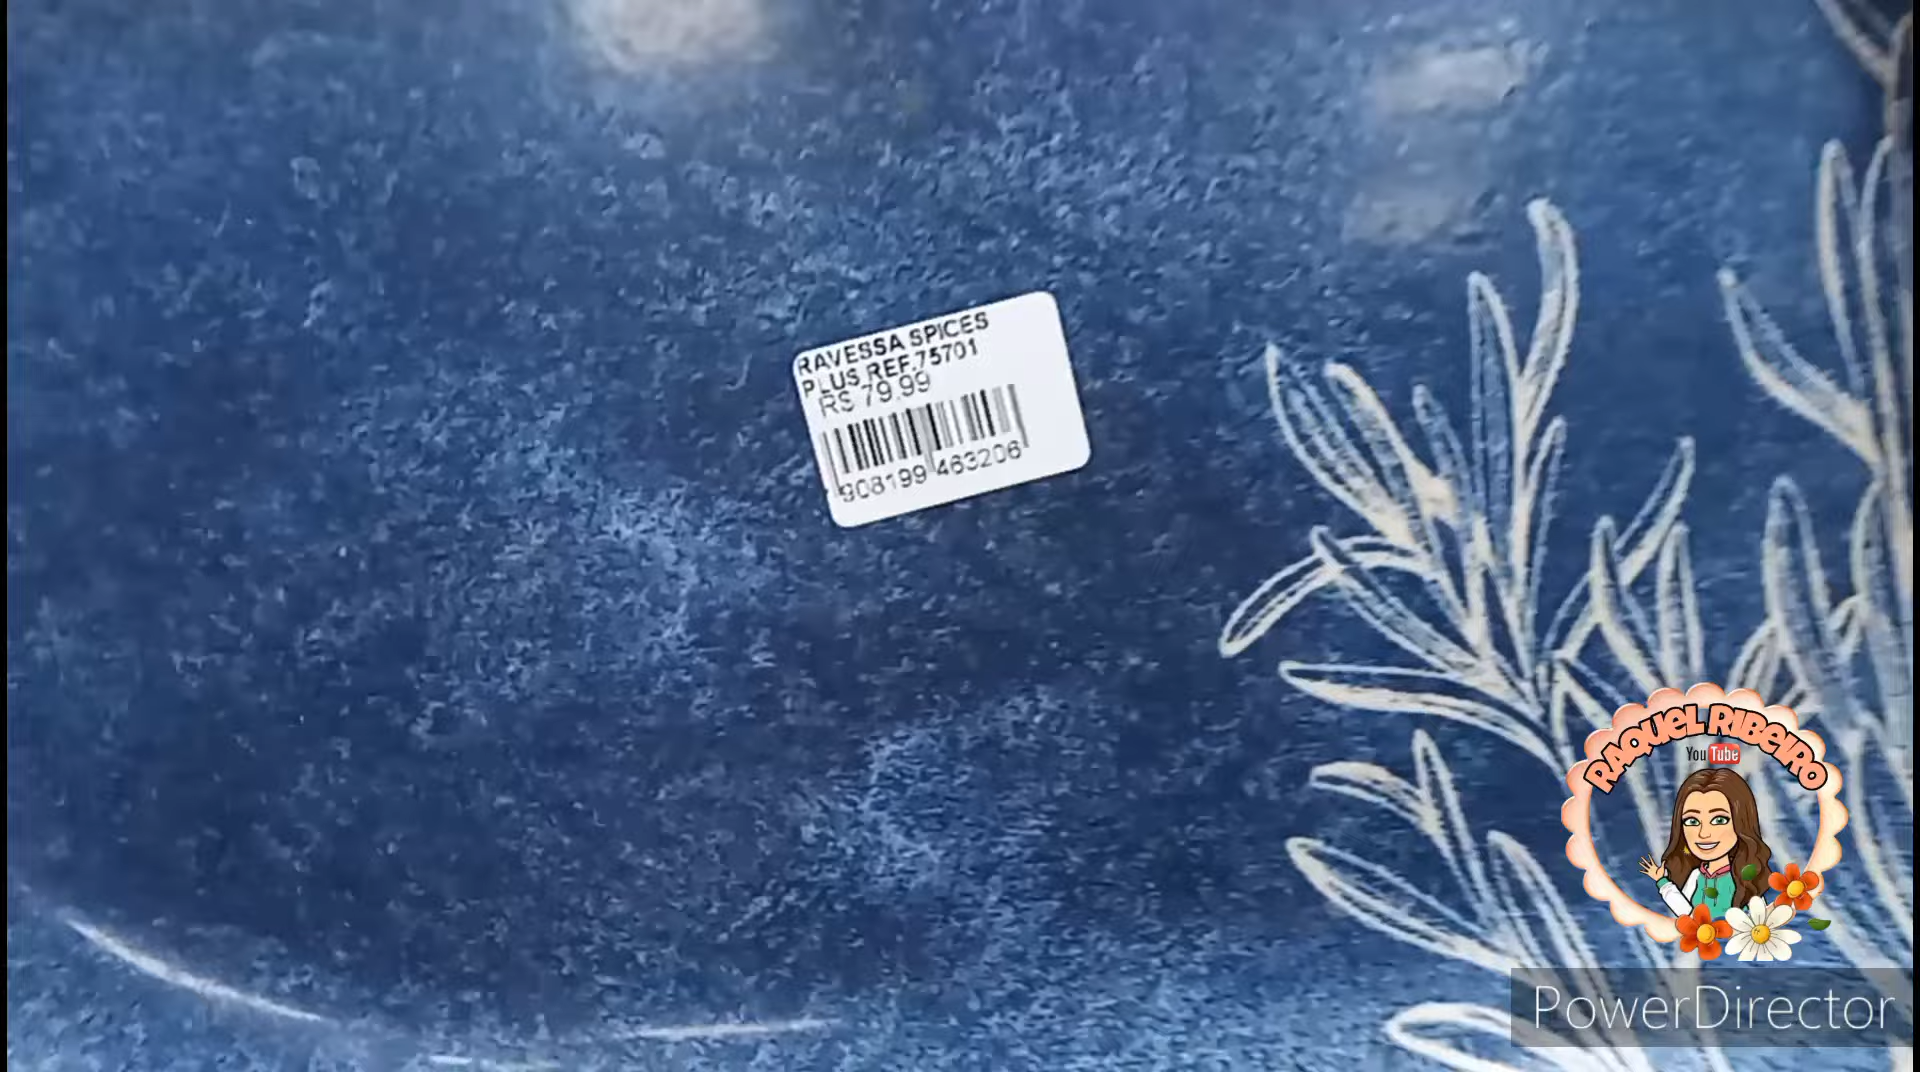 RAVESSA SPICES
PLUS REF.75701
R$ 79.99
908199 463206
RAQUEL RIBEIRO
YouTube
PowerDirector